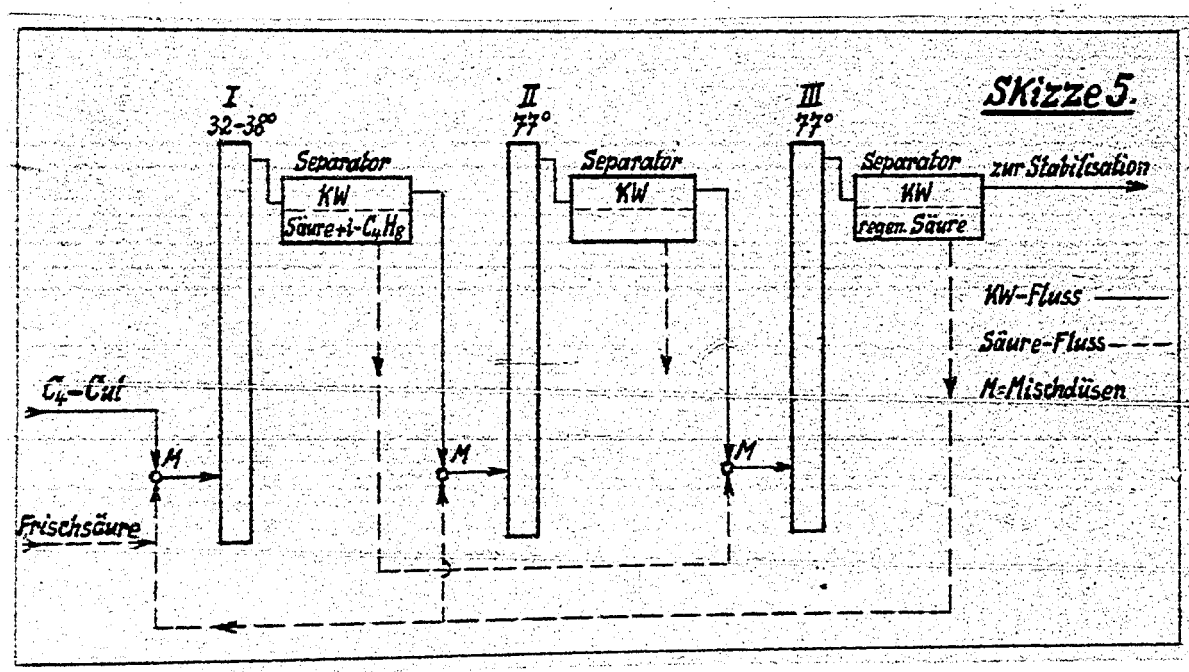 Skizze 5.
I
32-38°
II
77°
III
77°
Separator
KW
Säure+i-C₄H₈
Separator
KW
Separator
KW
regen. Säure
zur Stabilisation
KW-Fluss
Säure-Fluss
M=Mischdüsen
C₄-Cut
M
M
M
Frischsäure